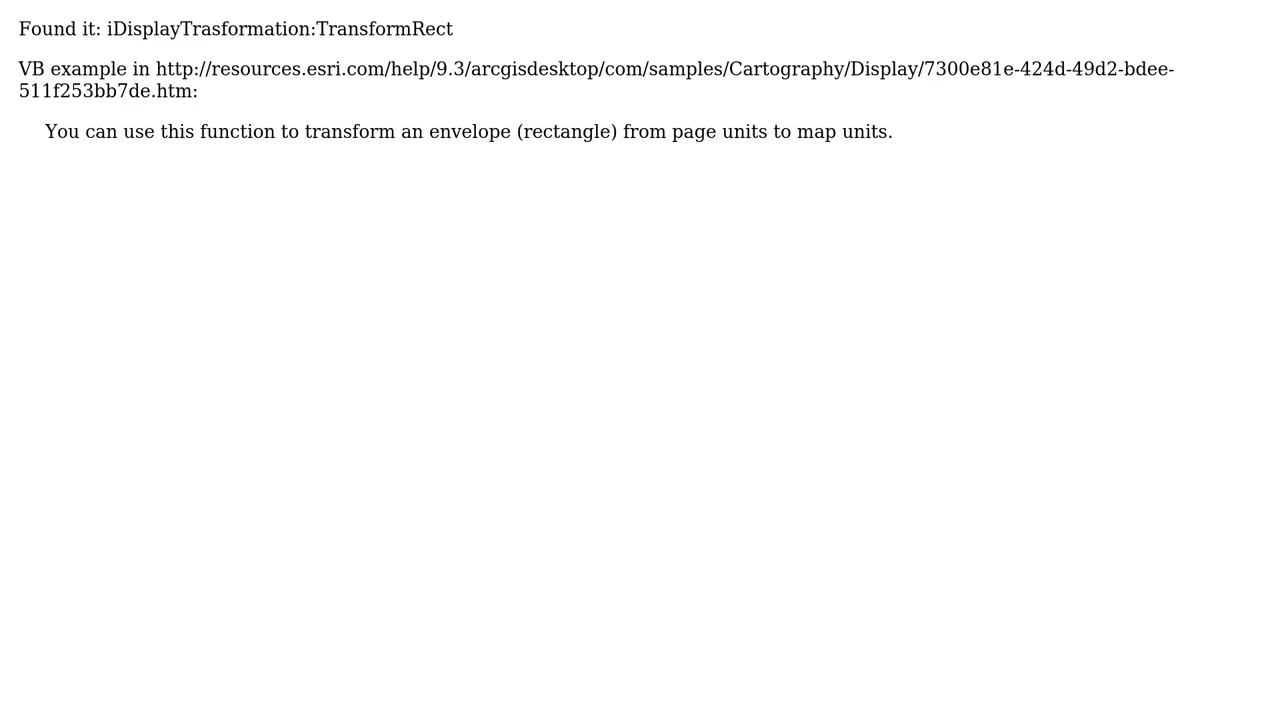 Found it: iDisplayTrasformation:TransformRect
VB example in http://resources.esri.com/help/9.3/arcgisdesktop/com/samples/Cartography/Display/7300e81e-424d-49d2-bdee-
511f253bb7de.htm:
You can use this function to transform an envelope (rectangle) from page units to map units.